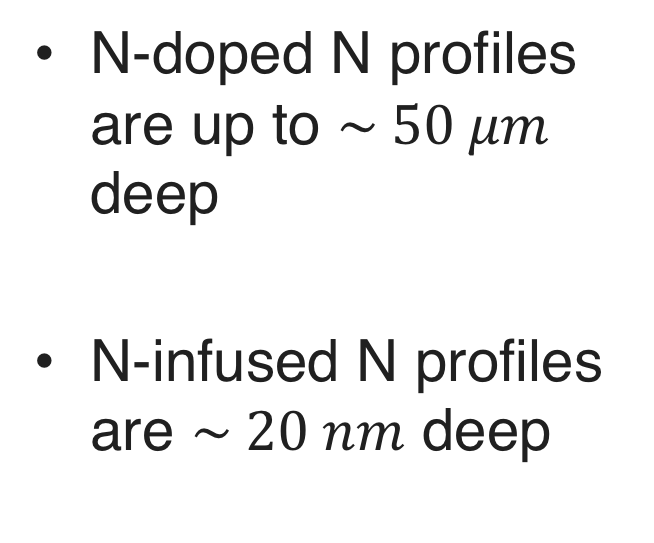 • N-doped N profiles
are up to ~ 50 μm
deep
• N-infused N profiles
are ~ 20 nm deep